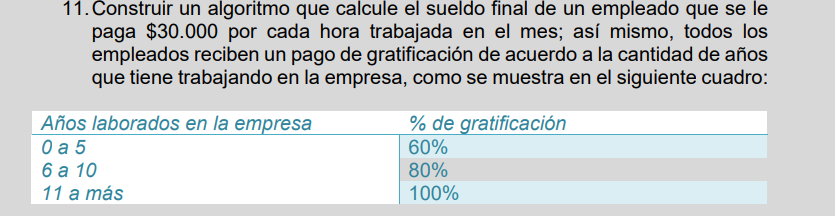 11. Construir un algoritmo que calcule el sueldo final de un empleado que se le
paga $30.000 por cada hora trabajada en el mes; así mismo, todos los
empleados reciben un pago de gratificación de acuerdo a la cantidad de años
que tiene trabajando en la empresa, como se muestra en el siguiente cuadro:
Años laborados en la empresa % de gratificación
0 a 5 60%
6 a 10 80%
11 a más 100%